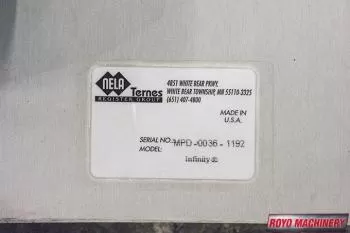 NELA
Ternes
REGISTER GROUP
4851 WHITE BEAR PKWY.
WHITE BEAR TOWNSHIP, MN 55110-3325
(651) 407-4800
MADE IN
U.S.A.
SERIAL NO. MPD-0036-1192
MODEL: Infinity
ROYO MACHINERY